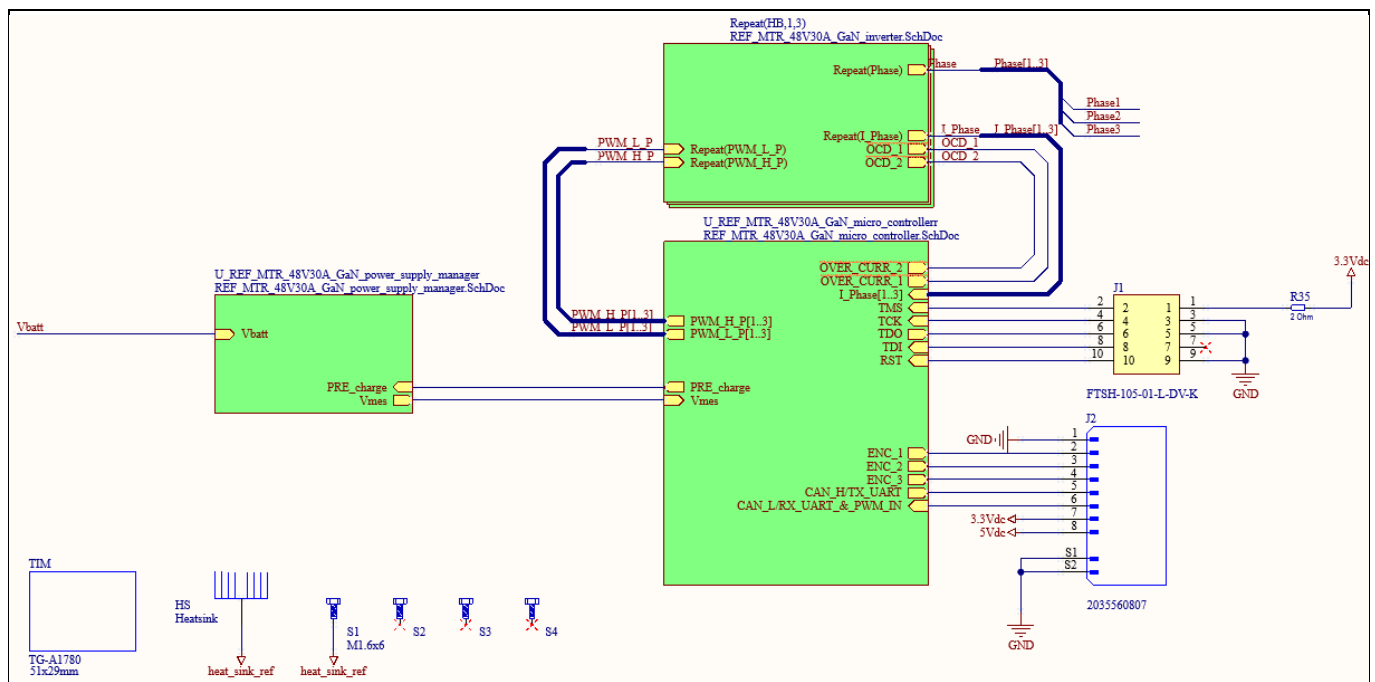 Repeat(HB,1,3)
REF_MTR_48V30A_GaN_inverter.SchDoc
Repeat(Phase)
Phase
Phase[1..3]
Phase1
Phase2
Phase3
Repeat(I_Phase)
I_Phase
I_Phase[1..3]
PWM_L_P
Repeat(PWM_L_P)
OCD_1
OCD_1
PWM_H_P
Repeat(PWM_H_P)
OCD_2
OCD_2
U_REF_MTR_48V30A_GaN_micro_controllerr
REF_MTR_48V30A_GaN_micro_controller.SchDoc
OVER_CURR_2
OVER_CURR_1
I_Phase[1..3]
TMS
TCK
TDO
TDI
RST
PWM_H_P[1..3]
PWM_H_P[1..3]
PWM_L_P[1..3]
PWM_L_P[1..3]
PRE_charge
Vmes
ENC_1
ENC_2
ENC_3
CAN_H/TX_UART
CAN_L/RX_UART_&_PWM_IN
U_REF_MTR_48V30A_GaN_power_supply_manager
REF_MTR_48V30A_GaN_power_supply_manager.SchDoc
Vbatt
Vbatt
PRE_charge
Vmes
3.3Vdc
R35
2 Ohm
J1
2 2 1 1
4 4 3 3
6 6 5 5
8 8 7 7
10 10 9 9
FTSH-105-01-L-DV-K
GND
J2
GND
1
2
3
4
5
6
3.3Vdc
7
5Vdc
8
S1
S2
2035560807
GND
TIM
TG-A1780
51x29mm
HS
Heatsink
heat_sink_ref
S1
M1.6x6
heat_sink_ref
S2
S3
S4